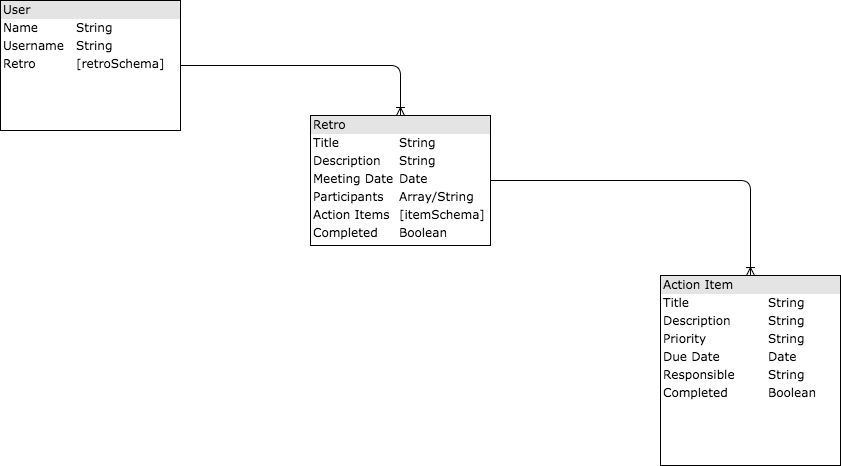 User
Name String
Username String
Retro [retroSchema]
Retro
Title String
Description String
Meeting Date Date
Participants Array/String
Action Items [itemSchema]
Completed Boolean
Action Item
Title String
Description String
Priority String
Due Date Date
Responsible String
Completed Boolean